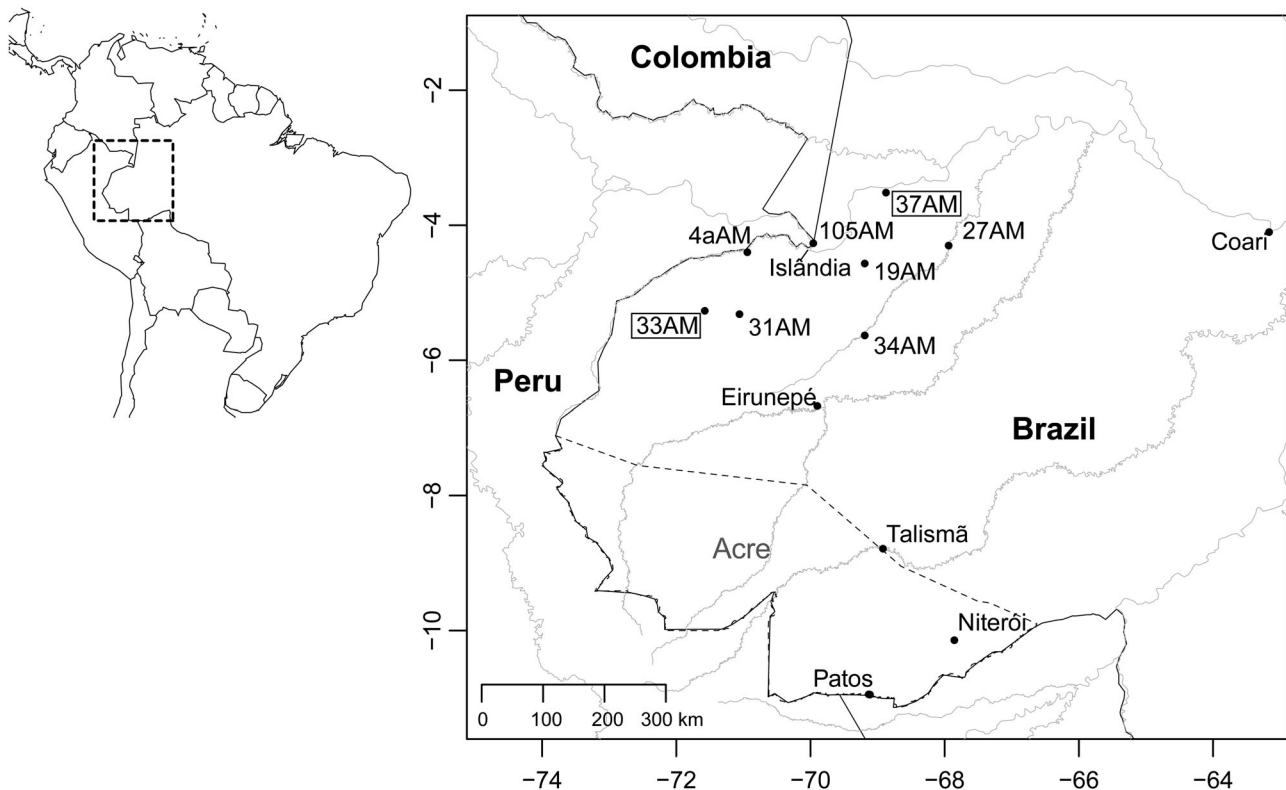 Colombia
−2
37AM
−4
4aAM
105AM
27AM
Coari
Islândia
19AM
33AM
31AM
34AM
−6
Peru
Eirunepé
Brazil
−8
Acre
Talismã
−10
Niterói
Patos
0 100 200 300 km
−74 −72 −70 −68 −66 −64